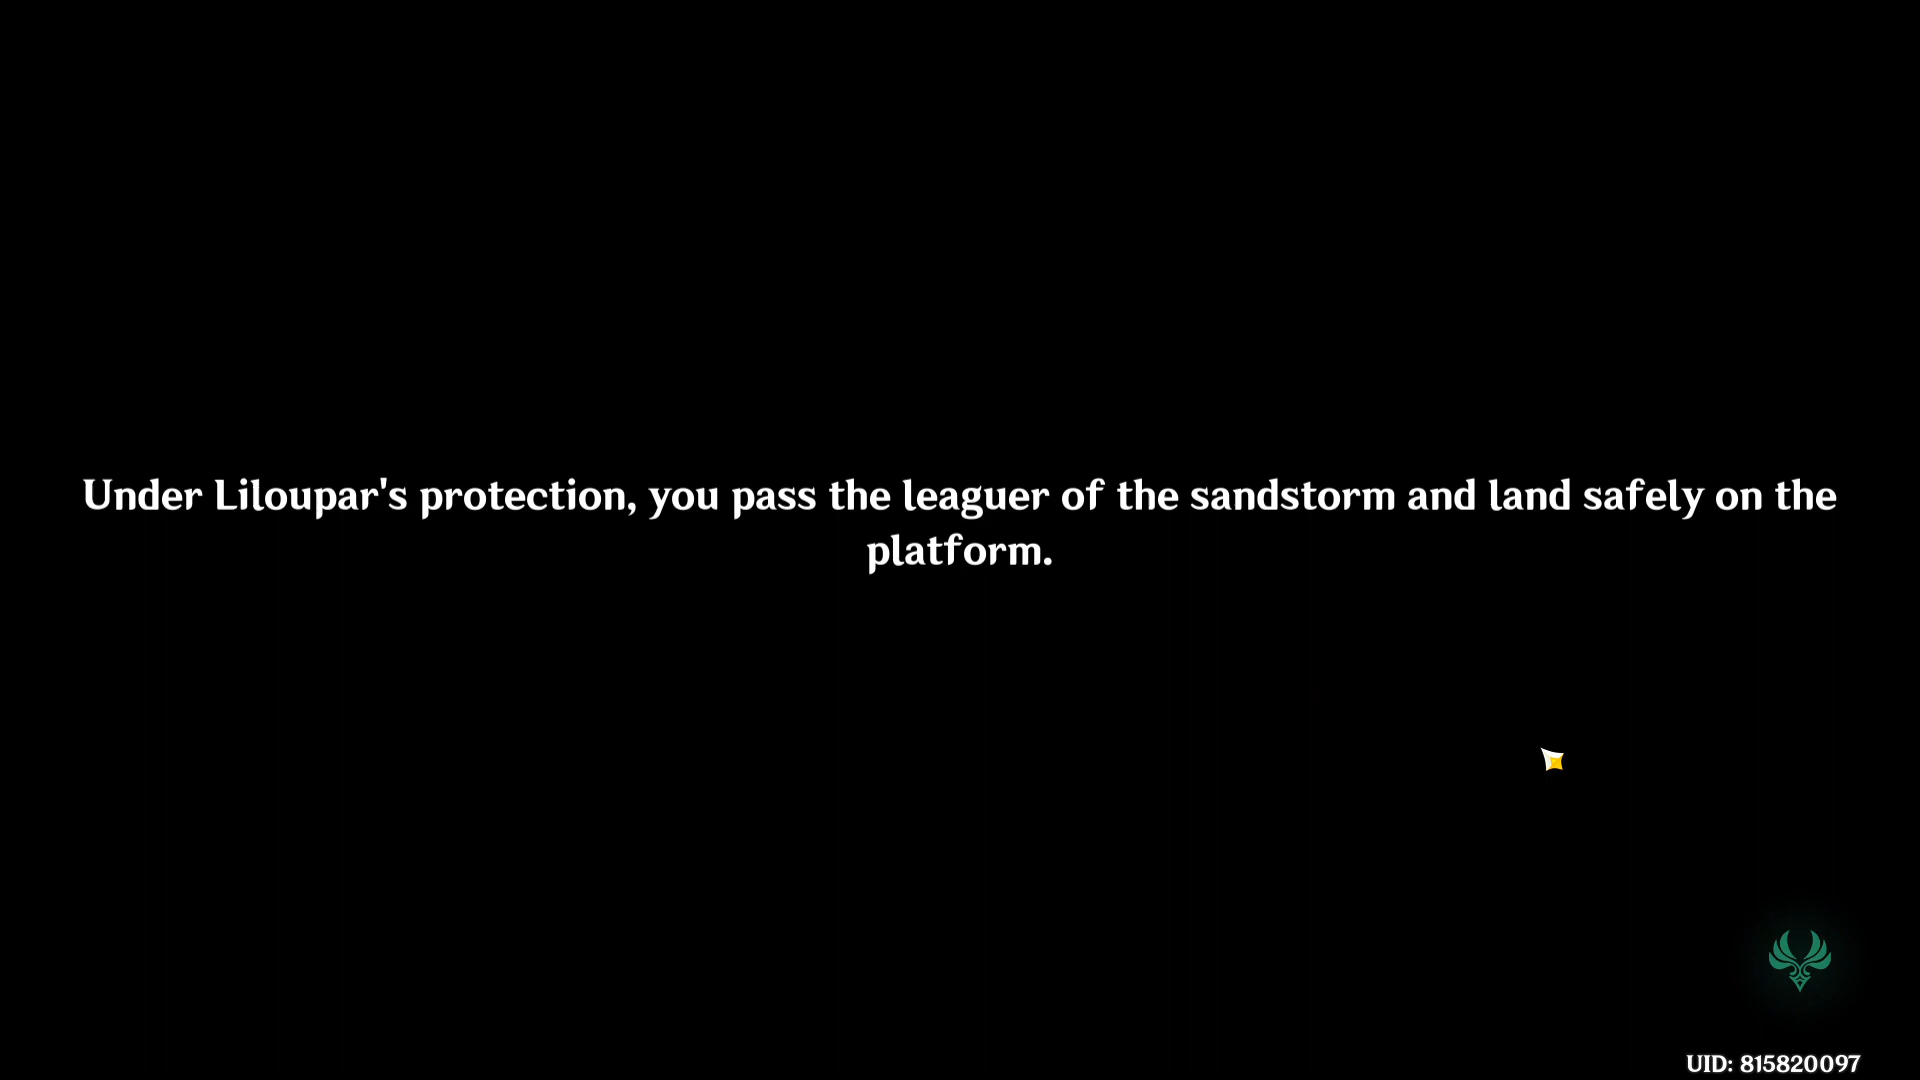 Under Liloupar's protection, you pass the leaguer of the sandstorm and land safely on the
platform.
UID: 815820097